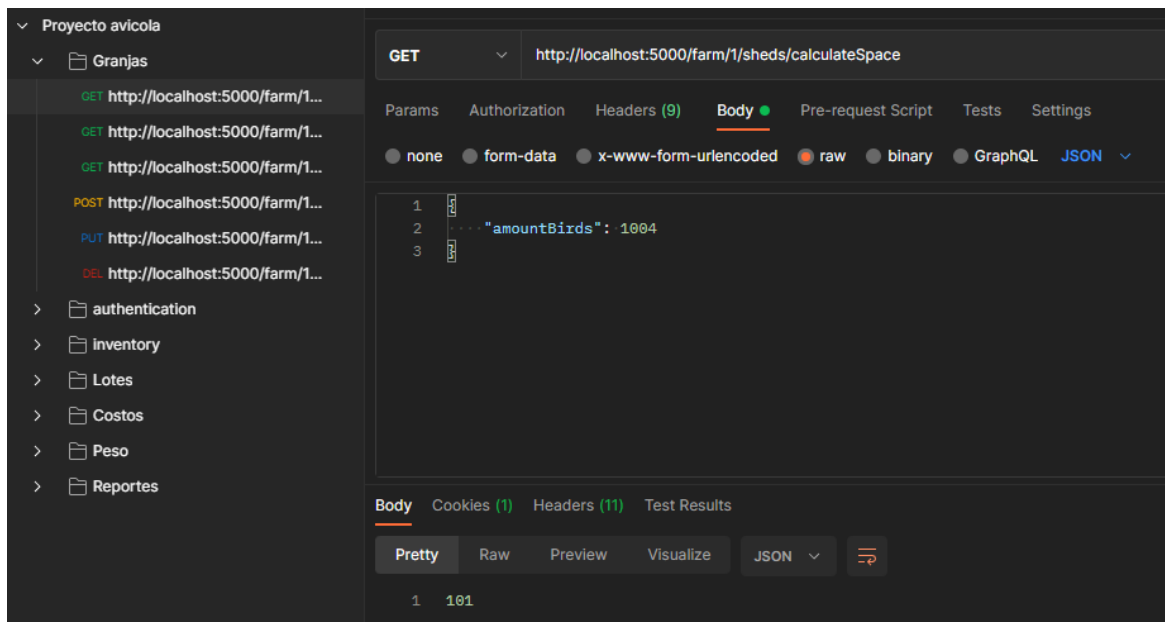 Proyecto avicola
Granjas
GET http://localhost:5000/farm/1...
GET http://localhost:5000/farm/1...
GET http://localhost:5000/farm/1...
POST http://localhost:5000/farm/1...
PUT http://localhost:5000/farm/1...
DEL http://localhost:5000/farm/1...
authentication
inventory
Lotes
Costos
Peso
Reportes
GET http://localhost:5000/farm/1/sheds/calculateSpace
Params Authorization Headers (9) Body Pre-request Script Tests Settings
none form-data x-www-form-urlencoded raw binary GraphQL JSON
1 {
2 ····"amountBirds":·1004
3 }
Body Cookies (1) Headers (11) Test Results
Pretty Raw Preview Visualize JSON
1 101